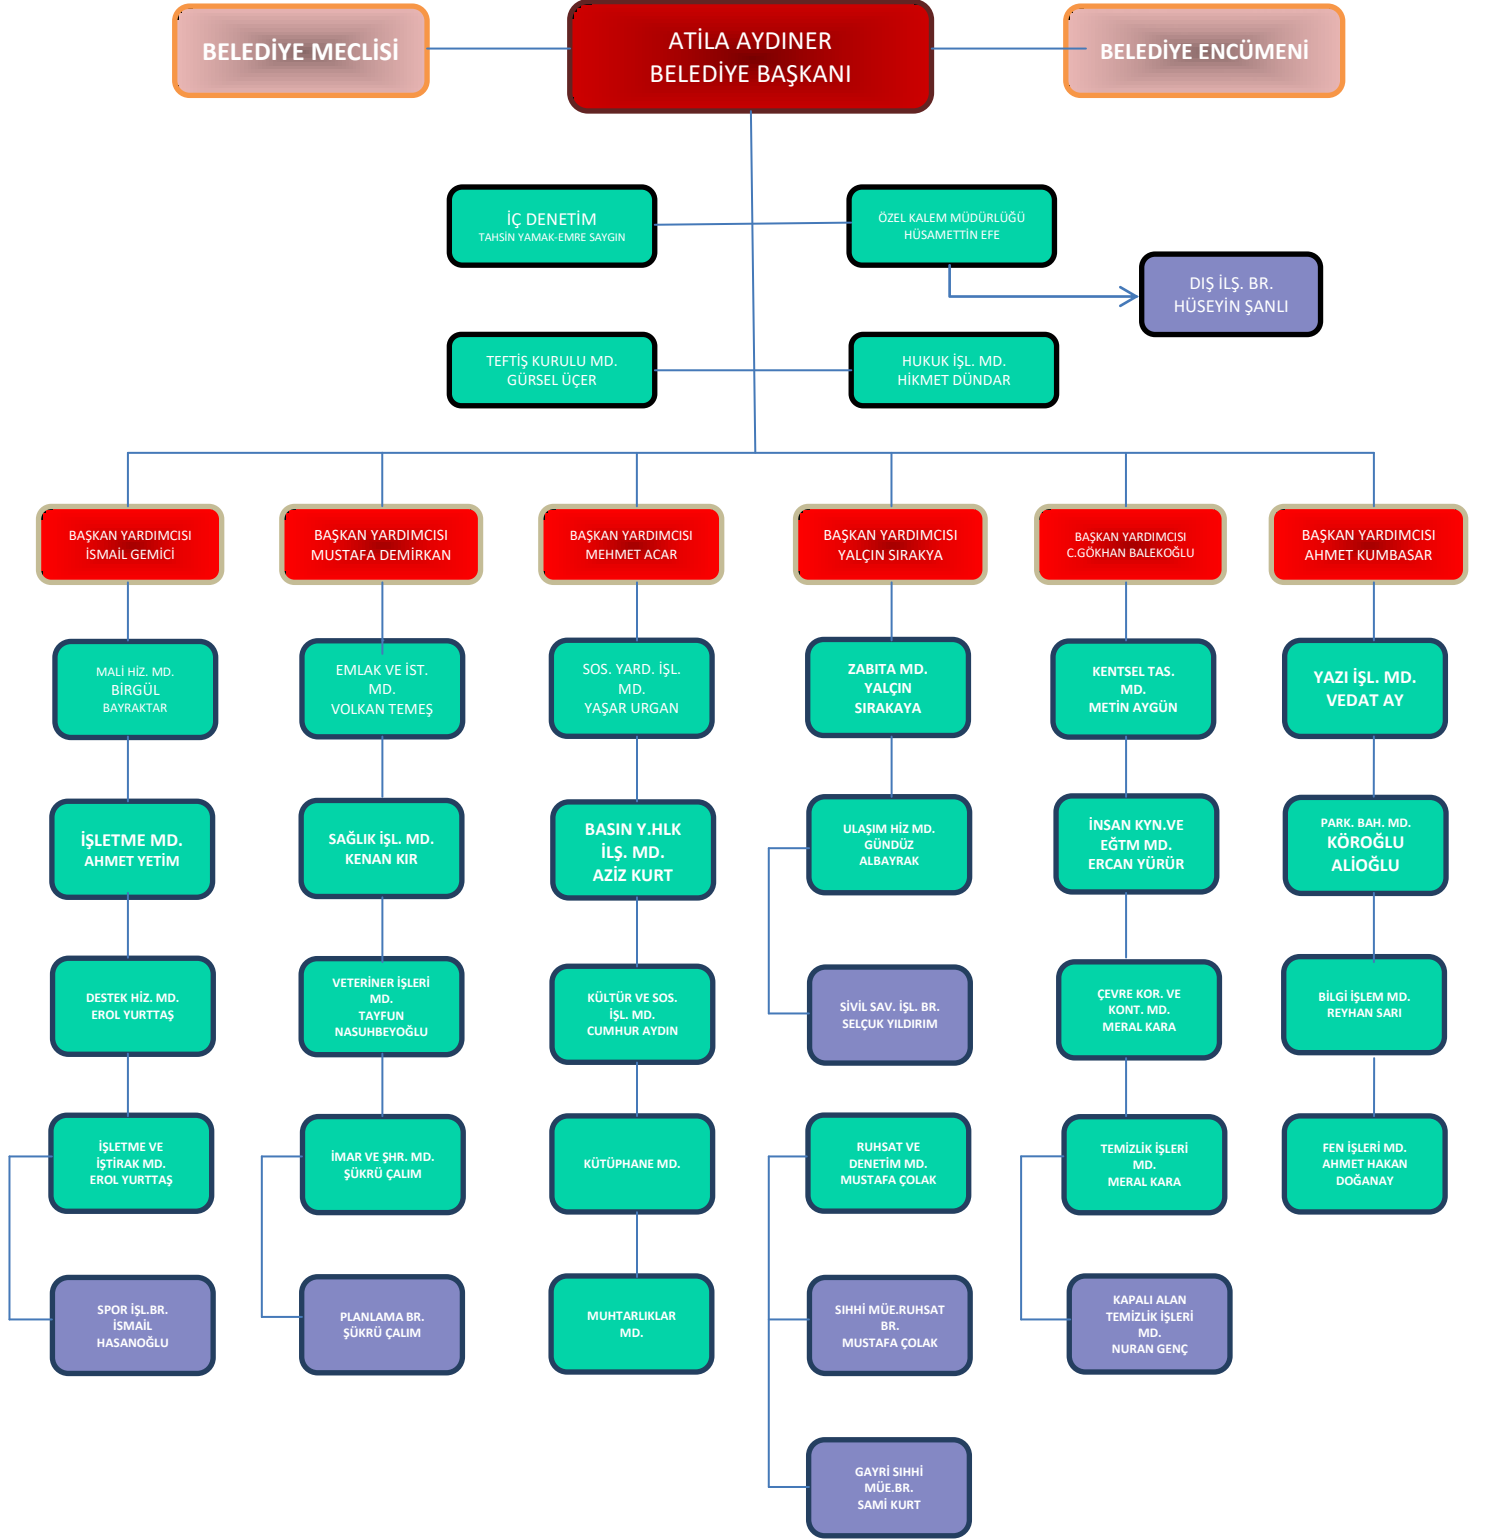 BELEDİYE MECLİSİ
ATİLA AYDINER
BELEDİYE BAŞKANI
BELEDİYE ENCÜMENİ
İÇ DENETİM
TAHSİN YAMAK-EMRE SAYGIN
ÖZEL KALEM MÜDÜRLÜĞÜ
HÜSAMETTİN EFE
DIŞ İLŞ. BR.
HÜSEYİN ŞANLI
TEFTİŞ KURULU MD.
GÜRSEL ÜÇER
HUKUK İŞL. MD.
HİKMET DÜNDAR
BAŞKAN YARDIMCISI
İSMAİL GEMİCİ
BAŞKAN YARDIMCISI
MUSTAFA DEMİRKAN
BAŞKAN YARDIMCISI
MEHMET ACAR
BAŞKAN YARDIMCISI
YALÇIN SIRAKYA
BAŞKAN YARDIMCISI
C.GÖKHAN BALEKOĞLU
BAŞKAN YARDIMCISI
AHMET KUMBASAR
MALİ HİZ. MD.
BİRGÜL
BAYRAKTAR
EMLAK VE İST.
MD.
VOLKAN TEMEŞ
SOS. YARD. İŞL.
MD.
YAŞAR URGAN
ZABITA MD.
YALÇIN
SIRAKAYA
KENTSEL TAS.
MD.
METİN AYGÜN
YAZI İŞL. MD.
VEDAT AY
İŞLETME MD.
AHMET YETİM
SAĞLIK İŞL. MD.
KENAN KIR
BASIN Y.HLK
İLŞ. MD.
AZİZ KURT
ULAŞIM HİZ MD.
GÜNDÜZ
ALBAYRAK
İNSAN KYN.VE
EĞTM MD.
ERCAN YÜRÜR
PARK. BAH. MD.
KÖROĞLU
ALİOĞLU
DESTEK HİZ. MD.
EROL YURTTAŞ
VETERİNER İŞLERİ
MD.
TAYFUN
NASUHBEYOĞLU
KÜLTÜR VE SOS.
İŞL. MD.
CUMHUR AYDIN
SİVİL SAV. İŞL. BR.
SELÇUK YILDIRIM
ÇEVRE KOR. VE
KONT. MD.
MERAL KARA
BİLGİ İŞLEM MD.
REYHAN SARI
İŞLETME VE
İŞTİRAK MD.
EROL YURTTAŞ
İMAR VE ŞHR. MD.
ŞÜKRÜ ÇALIM
KÜTÜPHANE MD.
RUHSAT VE
DENETİM MD.
MUSTAFA ÇOLAK
TEMİZLİK İŞLERİ
MD.
MERAL KARA
FEN İŞLERİ MD.
AHMET HAKAN
DOĞANAY
SPOR İŞL.BR.
İSMAİL
HASANOĞLU
PLANLAMA BR.
ŞÜKRÜ ÇALIM
MUHTARLIKLAR
MD.
SIHHİ MÜE.RUHSAT
BR.
MUSTAFA ÇOLAK
KAPALI ALAN
TEMİZLİK İŞLERİ
MD.
NURAN GENÇ
GAYRİ SIHHİ
MÜE.BR.
SAMİ KURT